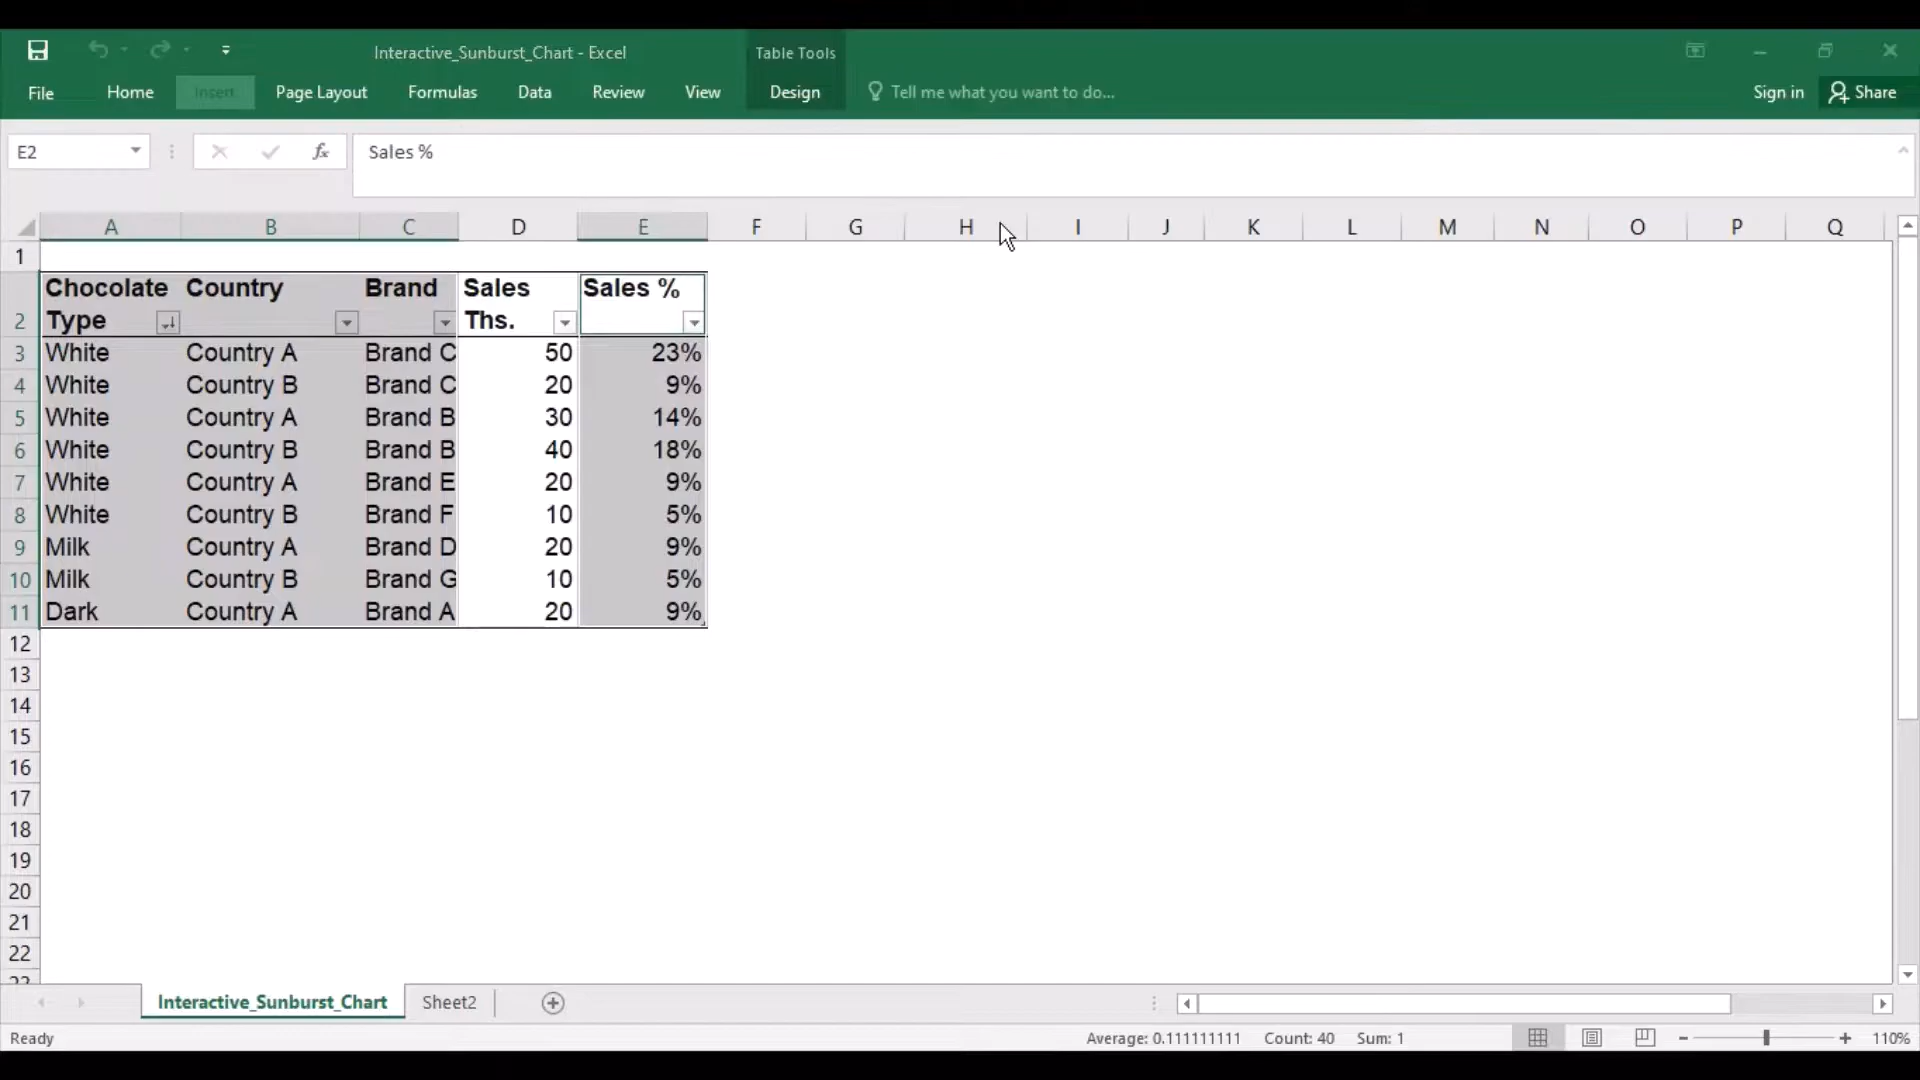 Interactive_Sunburst_Chart - Excel
Table Tools
File
Home
Insert
Page Layout
Formulas
Data
Review
View
Design
Tell me what you want to do...
Sign in
Share
E2
fx
Sales %
A B C D E F G H I J K L M N O P Q
1
2 Chocolate Type Country Brand Sales Ths. Sales %
3 White Country A Brand C 50 23%
4 White Country B Brand C 20 9%
5 White Country A Brand B 30 14%
6 White Country B Brand B 40 18%
7 White Country A Brand E 20 9%
8 White Country B Brand F 10 5%
9 Milk Country A Brand D 20 9%
10 Milk Country B Brand G 10 5%
11 Dark Country A Brand A 20 9%
12
13
14
15
16
17
18
19
20
21
22
23
Interactive_Sunburst_Chart
Sheet2
Ready
Average: 0.111111111 Count: 40 Sum: 1
110%